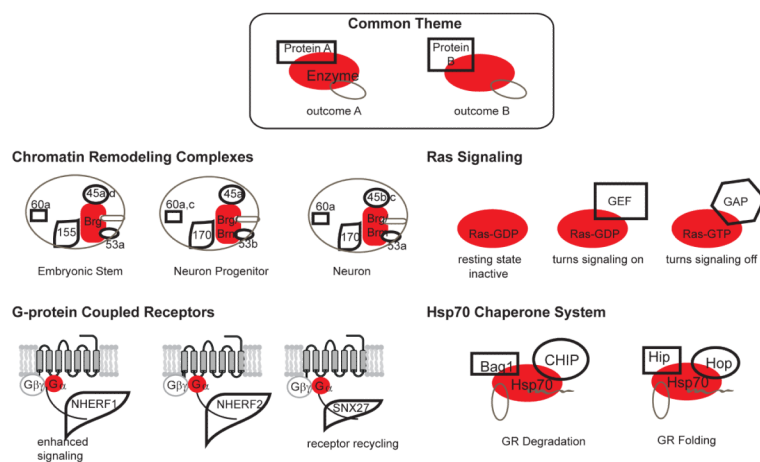 Common Theme
Protein A
Enzyme
outcome A
Protein
B
outcome B
Chromatin Remodeling Complexes
60a
45a,d
Brg
155
53a
Embryonic Stem
60a,c
45a
Brg
Brm
170
53b
Neuron Progenitor
60a
45b,c
Brg
Brm
170
53a
Neuron
Ras Signaling
Ras-GDP
resting state
inactive
GEF
Ras-GDP
turns signaling on
GAP
Ras-GTP
turns signaling off
G-protein Coupled Receptors
Gβγ
Gα
NHERF1
enhanced
signaling
Gβγ
Gα
NHERF2
Gβγ
Gα
SNX27
receptor recycling
Hsp70 Chaperone System
Bag1
CHIP
Hsp70
GR Degradation
Hip
Hop
Hsp70
GR Folding